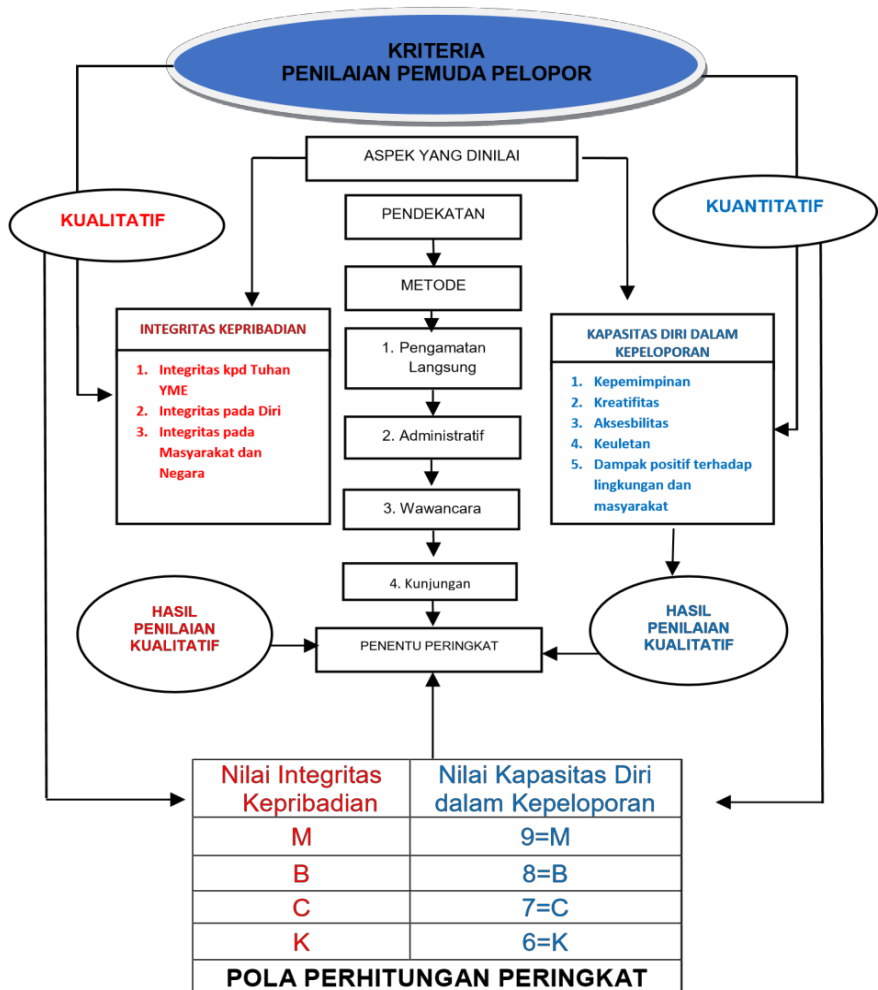 KRITERIA
PENILAIAN PEMUDA PELOPOR
ASPEK YANG DINILAI
KUALITATIF
PENDEKATAN
KUANTITATIF
METODE
INTEGRITAS KEPRIBADIAN
1. Integritas kpd Tuhan
YME
2. Integritas pada Diri
3. Integritas pada
Masyarakat dan
Negara
1. Pengamatan
Langsung
2. Administratif
3. Wawancara
4. Kunjungan
KAPASITAS DIRI DALAM
KEPELOPORAN
1. Kepemimpinan
2. Kreatifitas
3. Aksesbilitas
4. Keuletan
5. Dampak positif terhadap
lingkungan dan
masyarakat
HASIL
PENILAIAN
KUALITATIF
PENENTU PERINGKAT
HASIL
PENILAIAN
KUALITATIF
Nilai Integritas
Kepribadian
Nilai Kapasitas Diri
dalam Kepeloporan
M 9=M
B 8=B
C 7=C
K 6=K
POLA PERHITUNGAN PERINGKAT